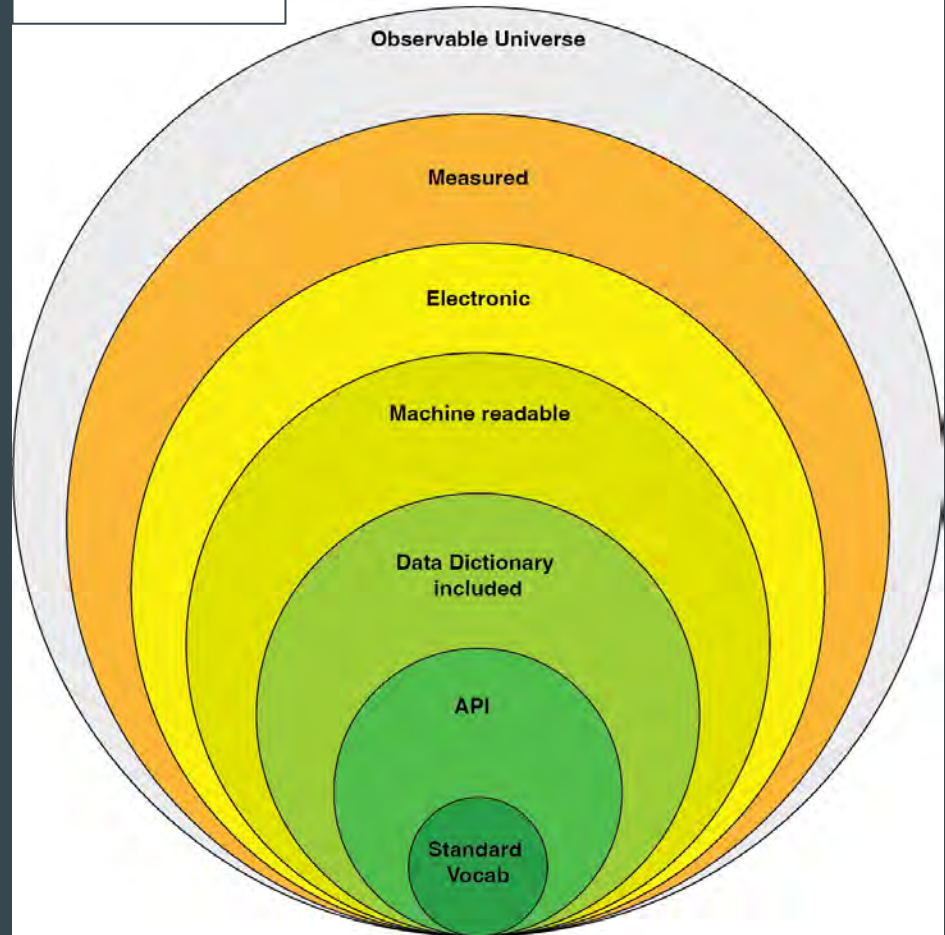 Observable Universe
Measured
Electronic
Machine readable
Data Dictionary
included
API
Standard
Vocab